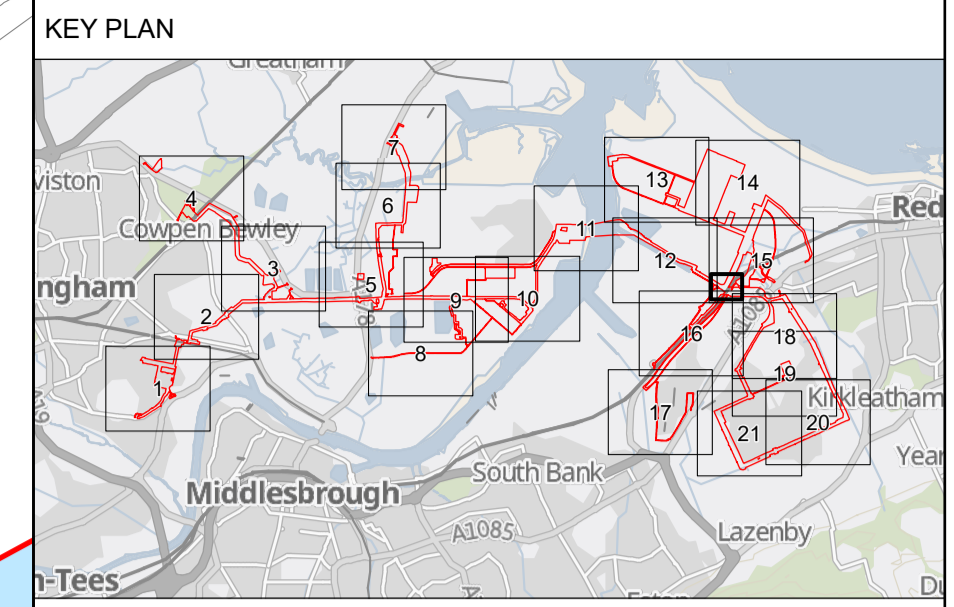 KEY PLAN
Greatham
viston
7
13
14
4
6
Red
Cowpen Bewley
11
12
15
3
ngham
5
A178
9
10
2
A1085
16
18
8
19
1
A19
Kirkleatham
17
20
21
South Bank
Year
Middlesbrough
A1085
Lazenby
n-Tees